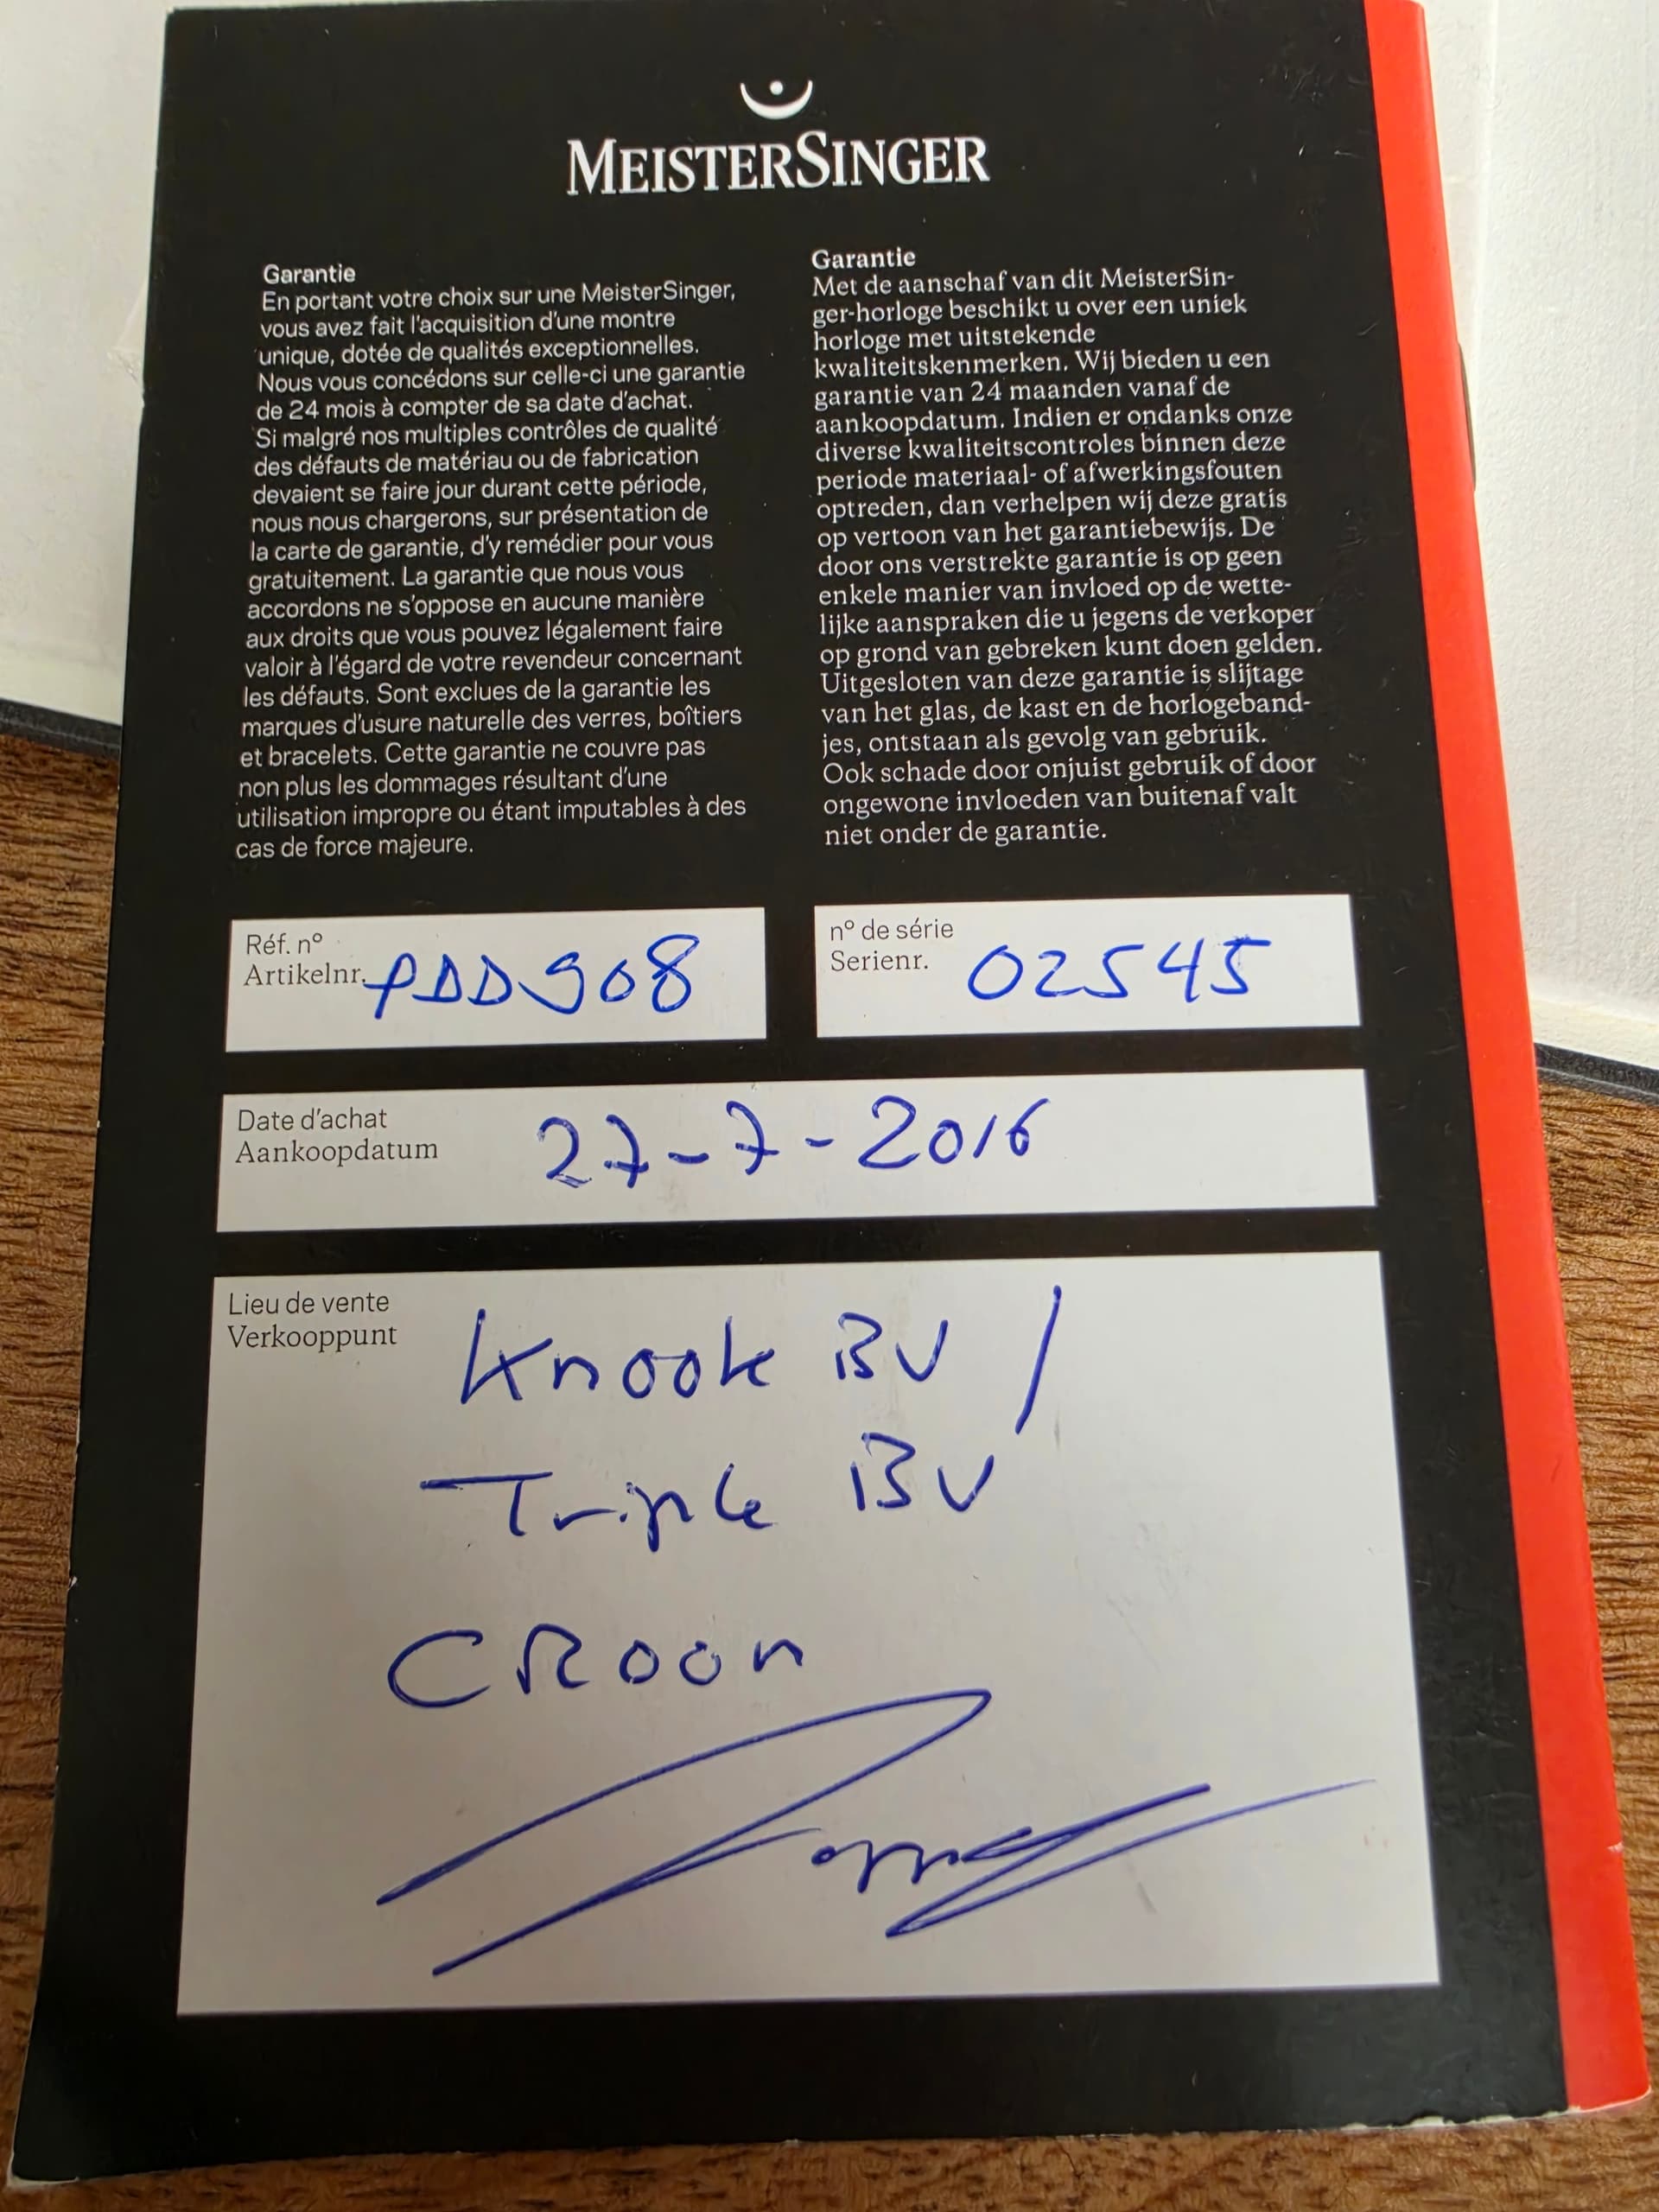 MEISTERSINGER
Garantie
En portant votre choix sur une MeisterSinger,
vous avez fait l'acquisition d'une montre
unique, dotée de qualités exceptionnelles.
Nous vous concédons sur celle-ci une garantie
de 24 mois à compter de sa date d'achat.
Si malgré nos multiples contrôles de qualité
des défauts de matériau ou de fabrication
devaient se faire jour durant cette période,
nous nous chargerons, sur présentation de
la carte de garantie, d'y remédier pour vous
gratuitement. La garantie que nous vous
accordons ne s'oppose en aucune manière
aux droits que vous pouvez légalement faire
valoir à l'égard de votre revendeur concernant
les défauts. Sont exclues de la garantie les
marques d'usure naturelle des verres, boîtiers
et bracelets. Cette garantie ne couvre pas
non plus les dommages résultant d'une
utilisation impropre ou étant imputables à des
cas de force majeure.
Garantie
Met de aanschaf van dit MeisterSin-
ger-horloge beschikt u over een uniek
horloge met uitstekende
kwaliteitskenmerken. Wij bieden u een
garantie van 24 maanden vanaf de
aankoopdatum. Indien er ondanks onze
diverse kwaliteitscontroles binnen deze
periode materiaal- of afwerkingsfouten
optreden, dan verhelpen wij deze gratis
op vertoon van het garantiebewijs. De
door ons verstrekte garantie is op geen
enkele manier van invloed op de wette-
lijke aanspraken die u jegens de verkoper
op grond van gebreken kunt doen gelden.
Uitgesloten van deze garantie is slijtage
van het glas, de kast en de horlogeband-
jes, ontstaan als gevolg van gebruik.
Ook schade door onjuist gebruik of door
ongewone invloeden van buitenaf valt
niet onder de garantie.
Réf. n°
Artikelnr. PDD908
n° de série
Serienr. 02545
Date d'achat
Aankoopdatum 27-7-2016
Lieu de vente
Verkooppunt
Knook BV /
Triple BV
CROON